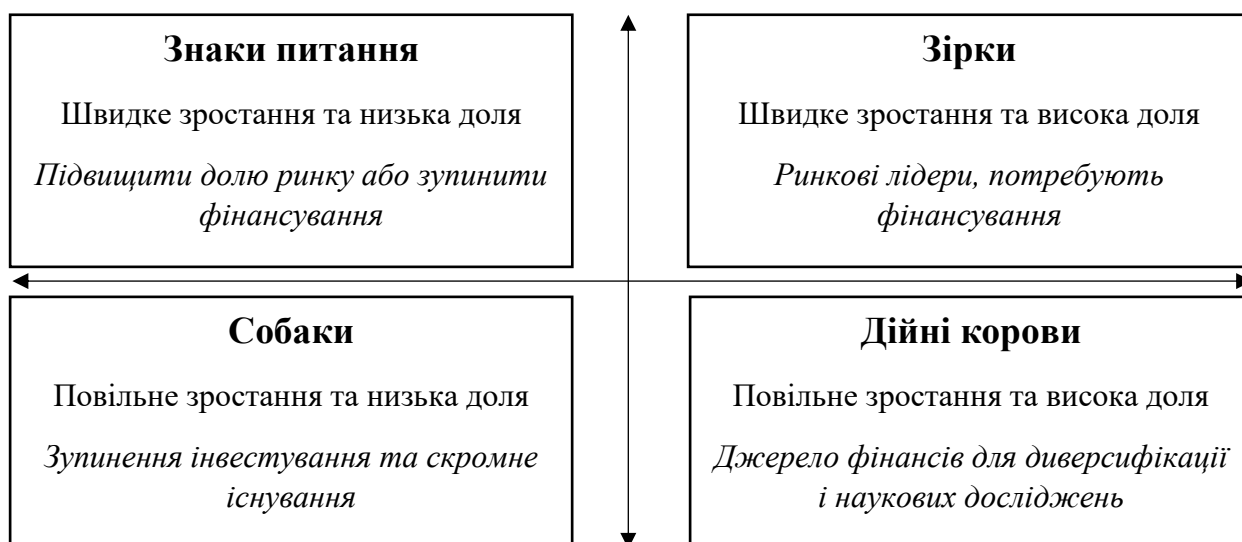 Знаки питання
Швидке зростання та низька доля
Підвищити долю ринку або зупинити
фінансування
Зірки
Швидке зростання та висока доля
Ринкові лідери, потребують
фінансування
Собаки
Повільне зростання та низька доля
Зупинення інвестування та скромне
існування
Дійні корови
Повільне зростання та висока доля
Джерело фінансів для диверсифікації
і наукових досліджень